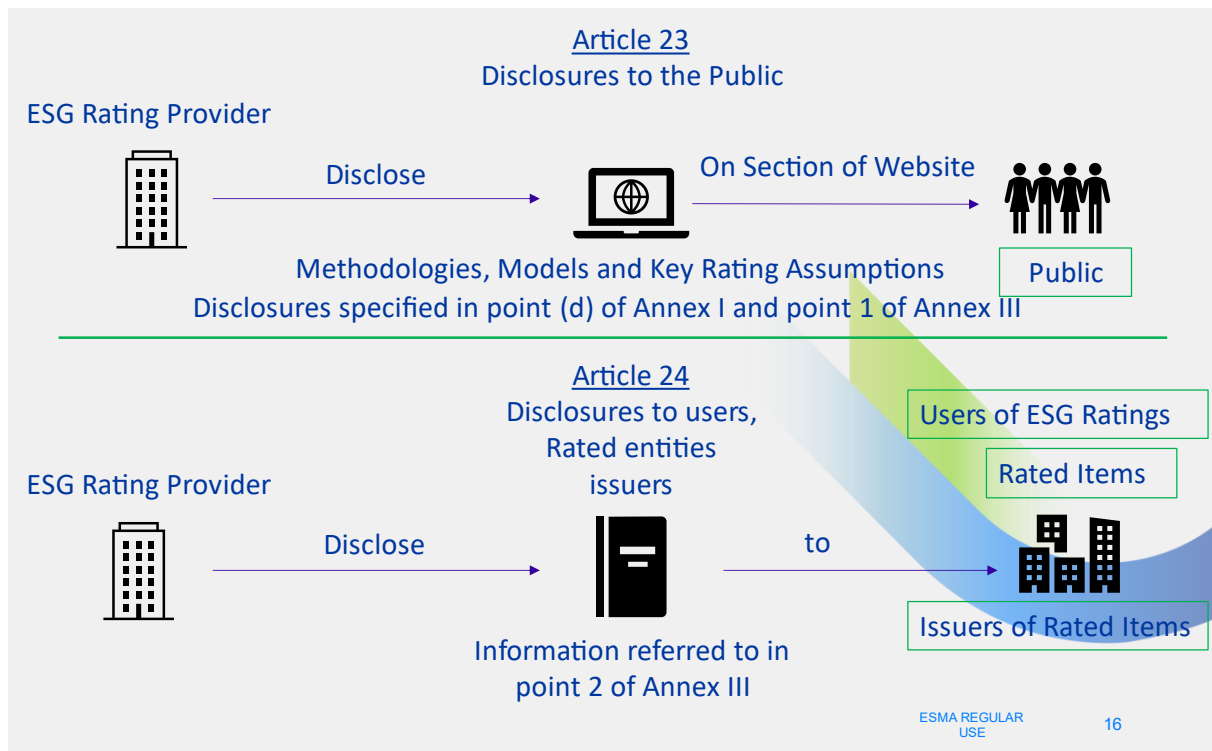 Article 23
Disclosures to the Public
ESG Rating Provider
Disclose
On Section of Website
Methodologies, Models and Key Rating Assumptions
Public
Disclosures specified in point (d) of Annex I and point 1 of Annex III
Article 24
Disclosures to users,
Rated entities
issuers
Users of ESG Ratings
Rated Items
ESG Rating Provider
Disclose
to
Issuers of Rated Items
Information referred to in
point 2 of Annex III
ESMA REGULAR
USE
16